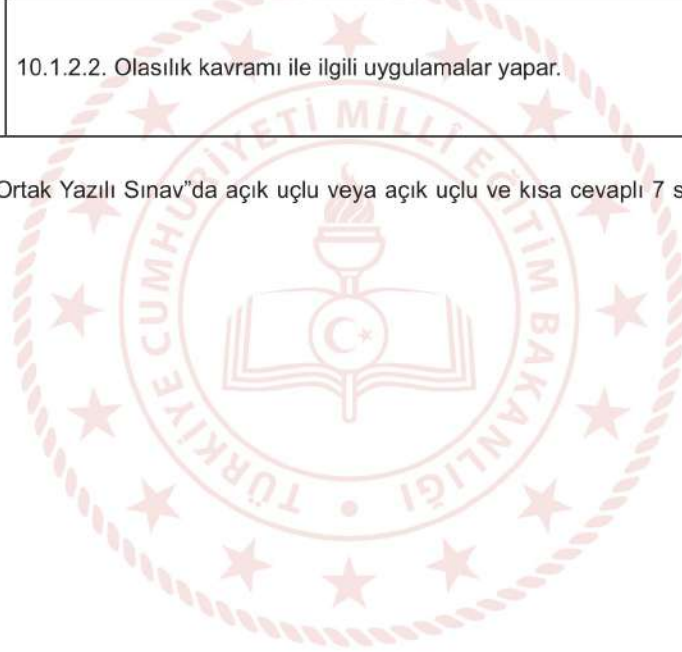 10.1.2.2. Olasılık kavramı ile ilgili uygulamalar yapar.
Ortak Yazılı Sınav”da açık uçlu veya açık uçlu ve kısa cevaplı 7 s
TÜRKİYE CUMHURİYETİ MİLLÎ EĞİTİM BAKANLIĞI